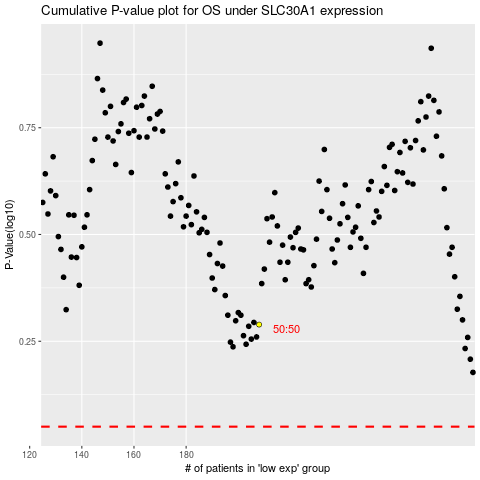 Cumulative P-value plot for OS under SLC30A1 expression
P-Value(log10)
0.75
0.50
0.25
50:50
120 140 160 180
# of patients in 'low exp' group